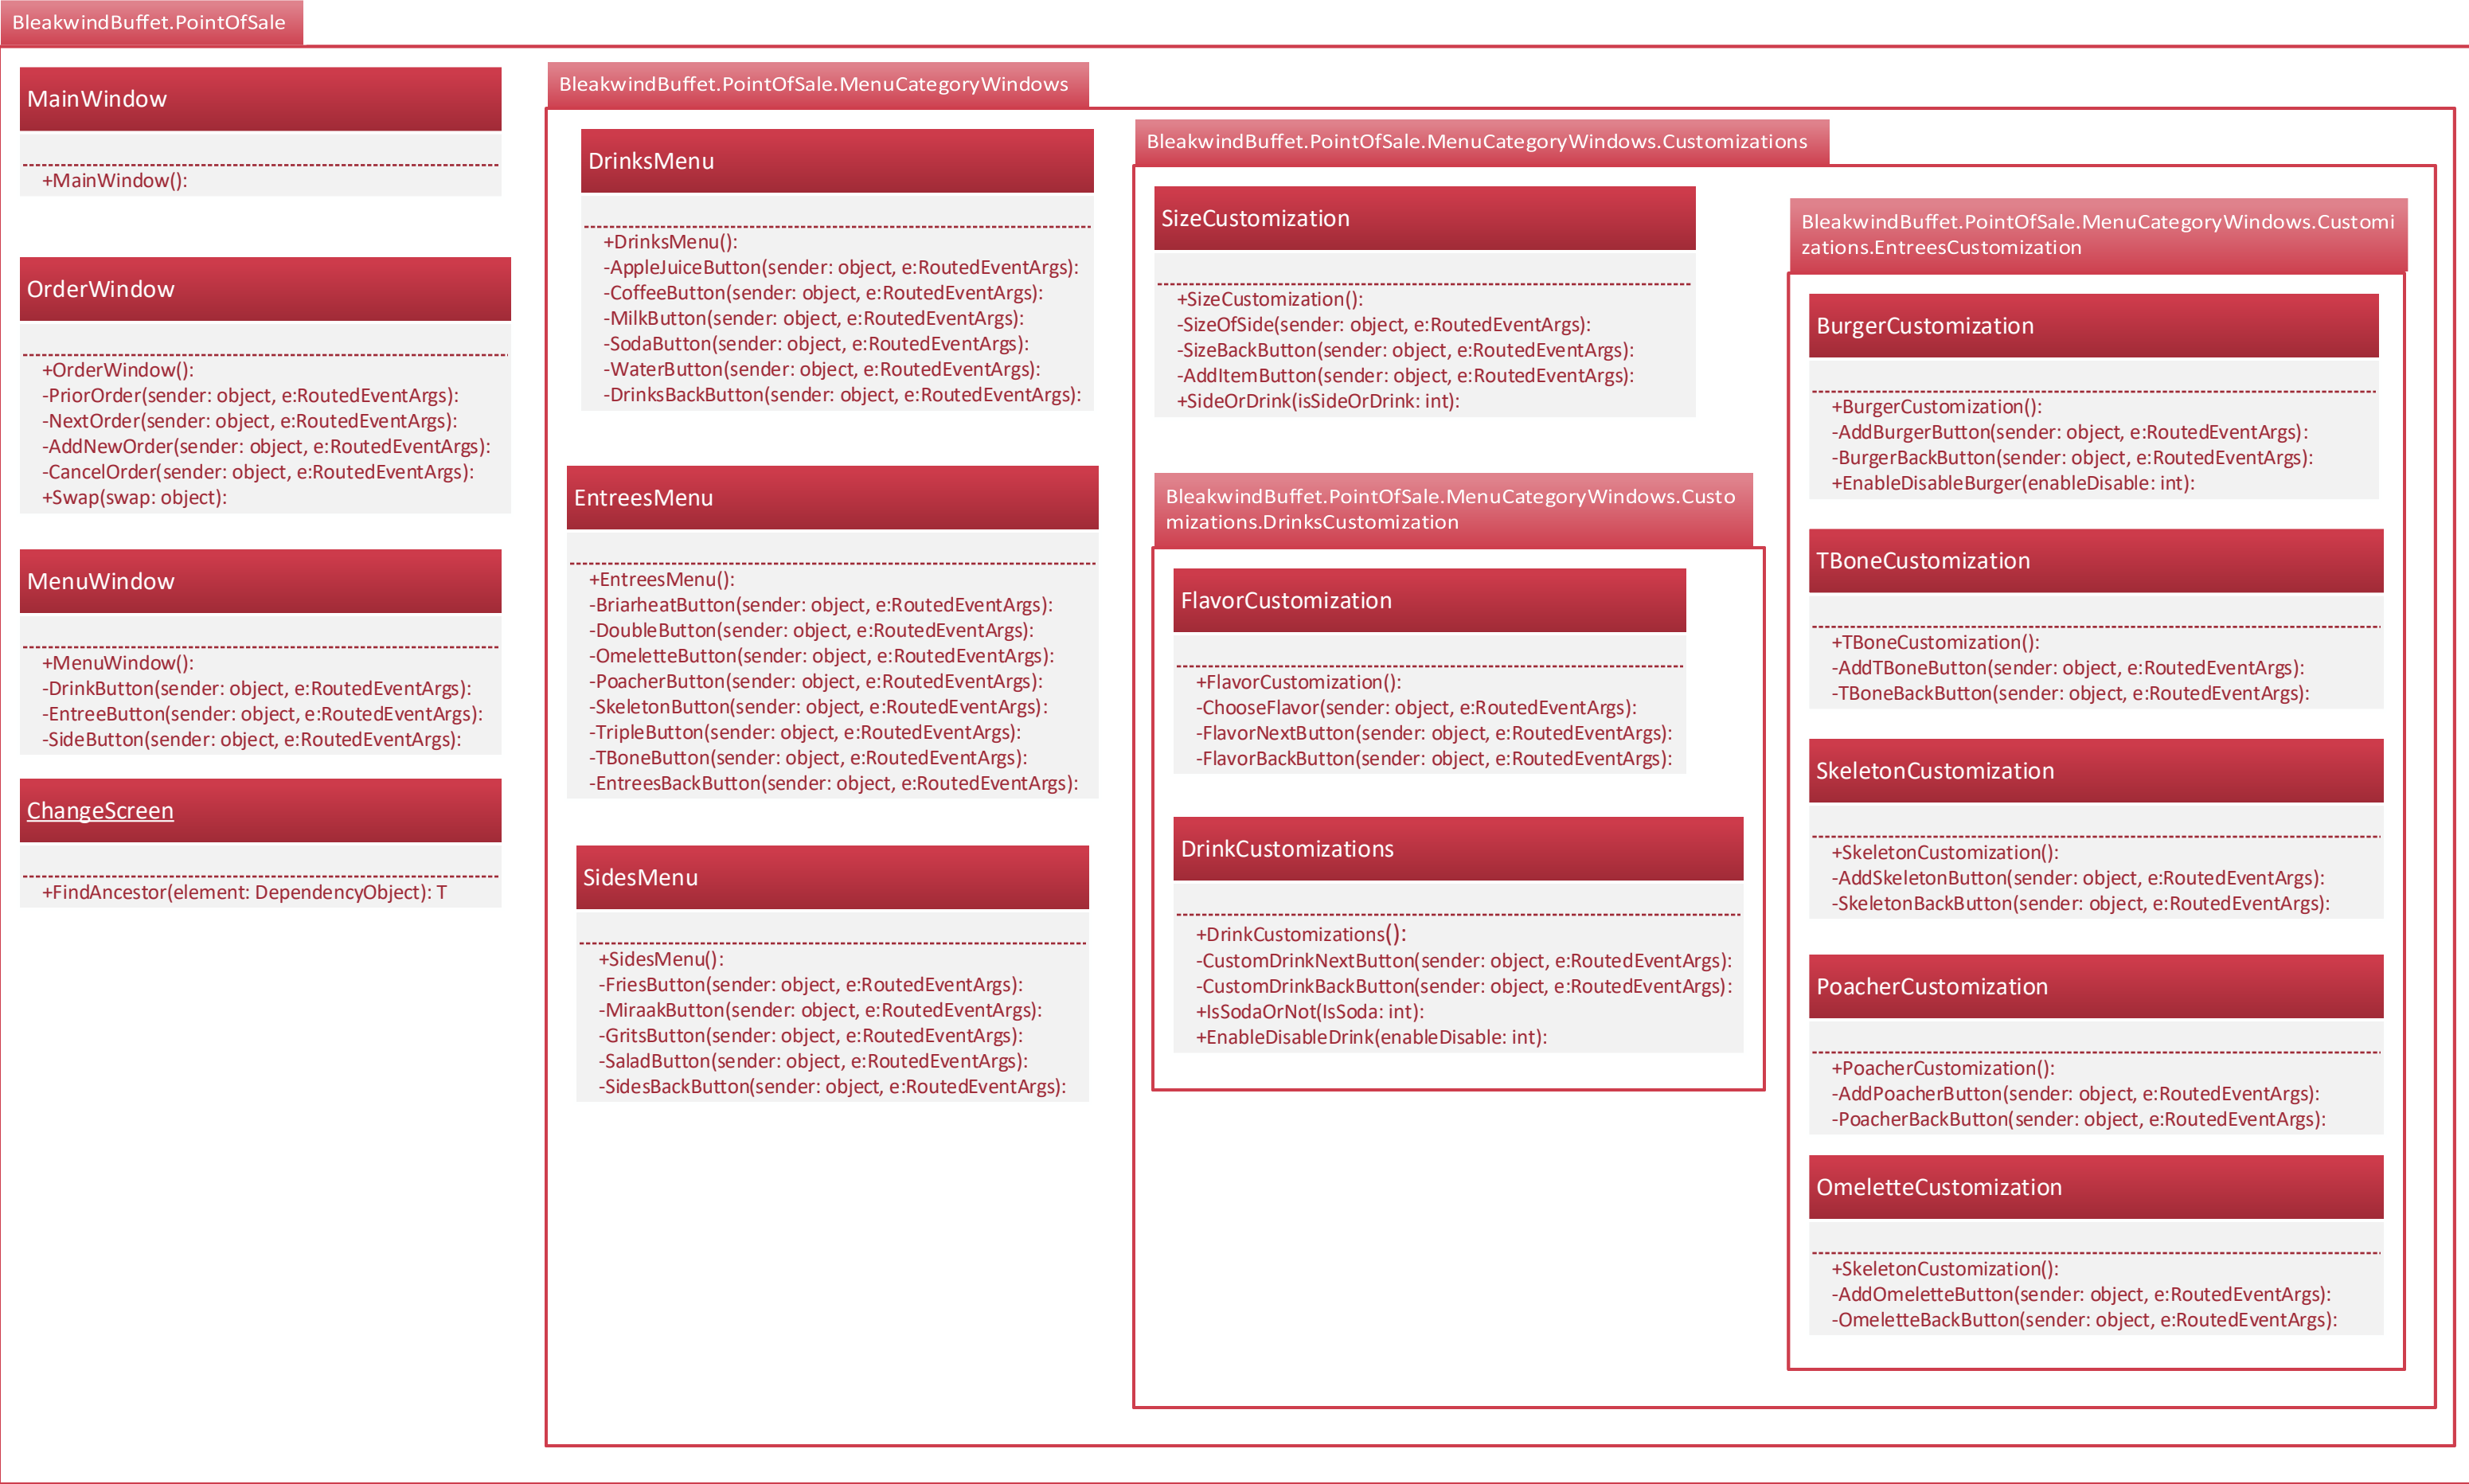 BleakwindBuffet.PointOfSale
MainWindow
+MainWindow():
OrderWindow
+OrderWindow():
-PriorOrder(sender: object, e:RoutedEventArgs):
-NextOrder(sender: object, e:RoutedEventArgs):
-AddNewOrder(sender: object, e:RoutedEventArgs):
-CancelOrder(sender: object, e:RoutedEventArgs):
+Swap(swap: object):
MenuWindow
+MenuWindow():
-DrinkButton(sender: object, e:RoutedEventArgs):
-EntreeButton(sender: object, e:RoutedEventArgs):
-SideButton(sender: object, e:RoutedEventArgs):
ChangeScreen
+FindAncestor(element: DependencyObject): T
BleakwindBuffet.PointOfSale.MenuCategoryWindows
DrinksMenu
+DrinksMenu():
-AppleJuiceButton(sender: object, e:RoutedEventArgs):
-CoffeeButton(sender: object, e:RoutedEventArgs):
-MilkButton(sender: object, e:RoutedEventArgs):
-SodaButton(sender: object, e:RoutedEventArgs):
-WaterButton(sender: object, e:RoutedEventArgs):
-DrinksBackButton(sender: object, e:RoutedEventArgs):
EntreesMenu
+EntreesMenu():
-BriarheatButton(sender: object, e:RoutedEventArgs):
-DoubleButton(sender: object, e:RoutedEventArgs):
-OmeletteButton(sender: object, e:RoutedEventArgs):
-PoacherButton(sender: object, e:RoutedEventArgs):
-SkeletonButton(sender: object, e:RoutedEventArgs):
-TripleButton(sender: object, e:RoutedEventArgs):
-TBoneButton(sender: object, e:RoutedEventArgs):
-EntreesBackButton(sender: object, e:RoutedEventArgs):
SidesMenu
+SidesMenu():
-FriesButton(sender: object, e:RoutedEventArgs):
-MiraakButton(sender: object, e:RoutedEventArgs):
-GritsButton(sender: object, e:RoutedEventArgs):
-SaladButton(sender: object, e:RoutedEventArgs):
-SidesBackButton(sender: object, e:RoutedEventArgs):
BleakwindBuffet.PointOfSale.MenuCategoryWindows.Customizations
SizeCustomization
+SizeCustomization():
-SizeOfSide(sender: object, e:RoutedEventArgs):
-SizeBackButton(sender: object, e:RoutedEventArgs):
-AddItemButton(sender: object, e:RoutedEventArgs):
+SideOrDrink(isSideOrDrink: int):
BleakwindBuffet.PointOfSale.MenuCategoryWindows.Custo
mizations.DrinksCustomization
FlavorCustomization
+FlavorCustomization():
-ChooseFlavor(sender: object, e:RoutedEventArgs):
-FlavorNextButton(sender: object, e:RoutedEventArgs):
-FlavorBackButton(sender: object, e:RoutedEventArgs):
DrinkCustomizations
+DrinkCustomizations():
-CustomDrinkNextButton(sender: object, e:RoutedEventArgs):
-CustomDrinkBackButton(sender: object, e:RoutedEventArgs):
+IsSodaOrNot(IsSoda: int):
+EnableDisableDrink(enableDisable: int):
BleakwindBuffet.PointOfSale.MenuCategoryWindows.Customi
zations.EntreesCustomization
BurgerCustomization
+BurgerCustomization():
-AddBurgerButton(sender: object, e:RoutedEventArgs):
-BurgerBackButton(sender: object, e:RoutedEventArgs):
+EnableDisableBurger(enableDisable: int):
TBoneCustomization
+TBoneCustomization():
-AddTBoneButton(sender: object, e:RoutedEventArgs):
-TBoneBackButton(sender: object, e:RoutedEventArgs):
SkeletonCustomization
+SkeletonCustomization():
-AddSkeletonButton(sender: object, e:RoutedEventArgs):
-SkeletonBackButton(sender: object, e:RoutedEventArgs):
PoacherCustomization
+PoacherCustomization():
-AddPoacherButton(sender: object, e:RoutedEventArgs):
-PoacherBackButton(sender: object, e:RoutedEventArgs):
OmeletteCustomization
+SkeletonCustomization():
-AddOmeletteButton(sender: object, e:RoutedEventArgs):
-OmeletteBackButton(sender: object, e:RoutedEventArgs):